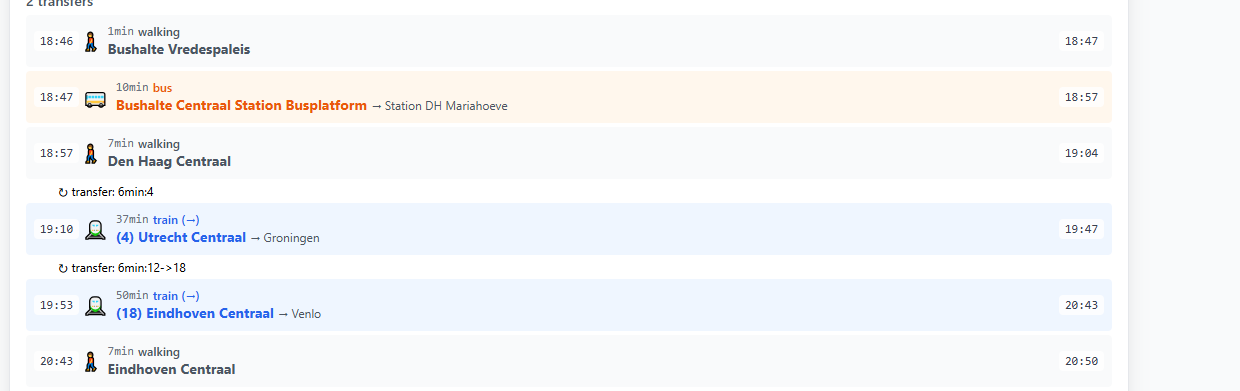 2 transfers
18:46 1min walking 18:47
Bushalte Vredespaleis
18:47 10min bus 18:57
Bushalte Centraal Station Busplatform → Station DH Mariahoeve
18:57 7min walking 19:04
Den Haag Centraal
↻ transfer: 6min:4
19:10 37min train (→) 19:47
(4) Utrecht Centraal → Groningen
↻ transfer: 6min:12->18
19:53 50min train (→) 20:43
(18) Eindhoven Centraal → Venlo
20:43 7min walking 20:50
Eindhoven Centraal